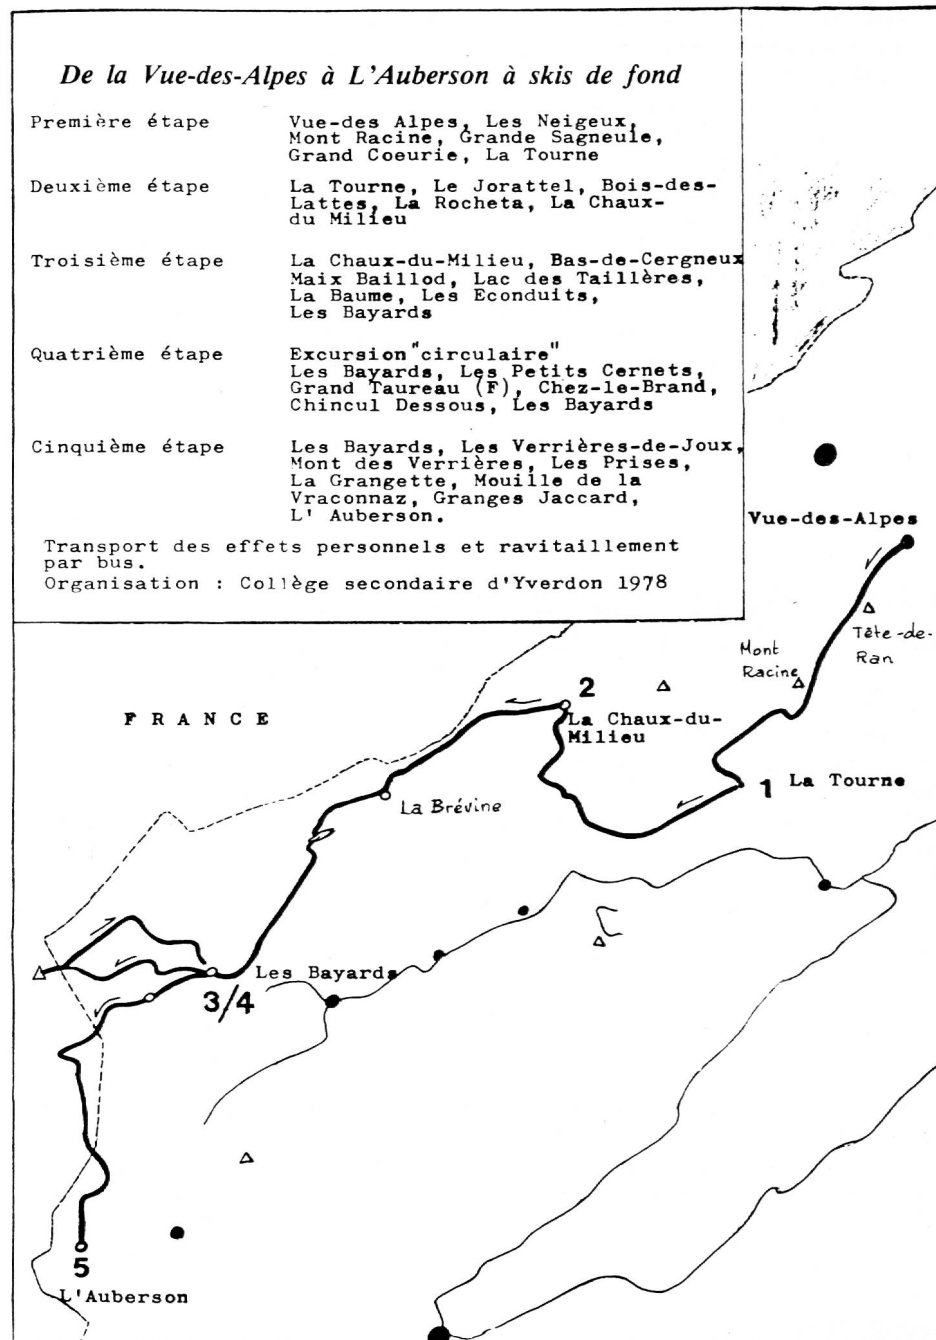 De la Vue-des-Alpes à L'Auberson à skis de fond
Première étape
Vue-des Alpes, Les Neigeux,
Mont Racine, Grande Sagneule,
Grand Coeurie, La Tourne
Deuxième étape
La Tourne, Le Jorattel, Bois-des-
Lattes, La Rocheta, La Chaux-
du Milieu
Troisième étape
La Chaux-du-Milieu, Bas-de-Cergneux
Maix Baillod, Lac des Taillères,
La Baume, Les Econduits,
Les Bayards
Quatrième étape
Excursion "circulaire"
Les Bayards, Les Petits Cernets,
Grand Taureau (F), Chez-le-Brand,
Chincul Dessous, Les Bayards
Cinquième étape
Les Bayards, Les Verrières-de-Joux,
Mont des Verrières, Les Prises,
La Grangette, Mouille de la
Vraconnaz, Granges Jaccard,
L' Auberson.
Transport des effets personnels et ravitaillement
par bus.
Organisation : Collège secondaire d'Yverdon 1978
Vue-des-Alpes
Tête-de-
Ran
Mont
Racine
2
FRANCE
La Chaux-du-
Milieu
1 La Tourne
La Brévine
Les Bayards
3/4
5
L'Auberson